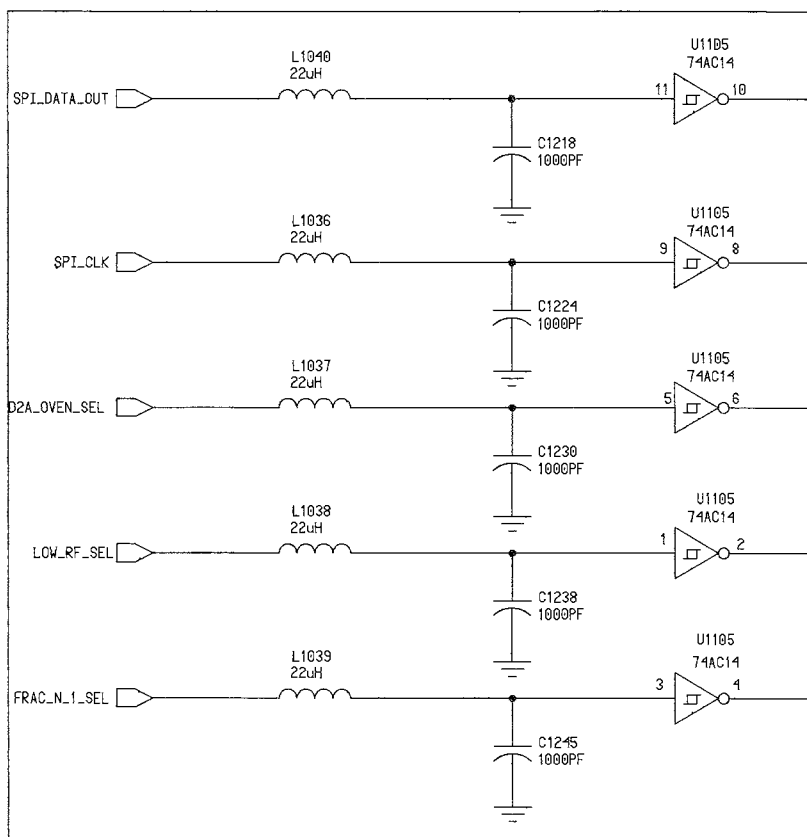 L1040
22uH
U1105
74AC14
SPI_DATA_OUT
11
10
C1218
1000PF
L1036
22uH
U1105
74AC14
SPI_CLK
9
8
C1224
1000PF
L1037
22uH
U1105
74AC14
D2A_OVEN_SEL
5
6
C1230
1000PF
L1038
22uH
U1105
74AC14
LOW_RF_SEL
1
2
C1238
1000PF
L1039
22uH
U1105
74AC14
FRAC_N_1_SEL
3
4
C1245
1000PF